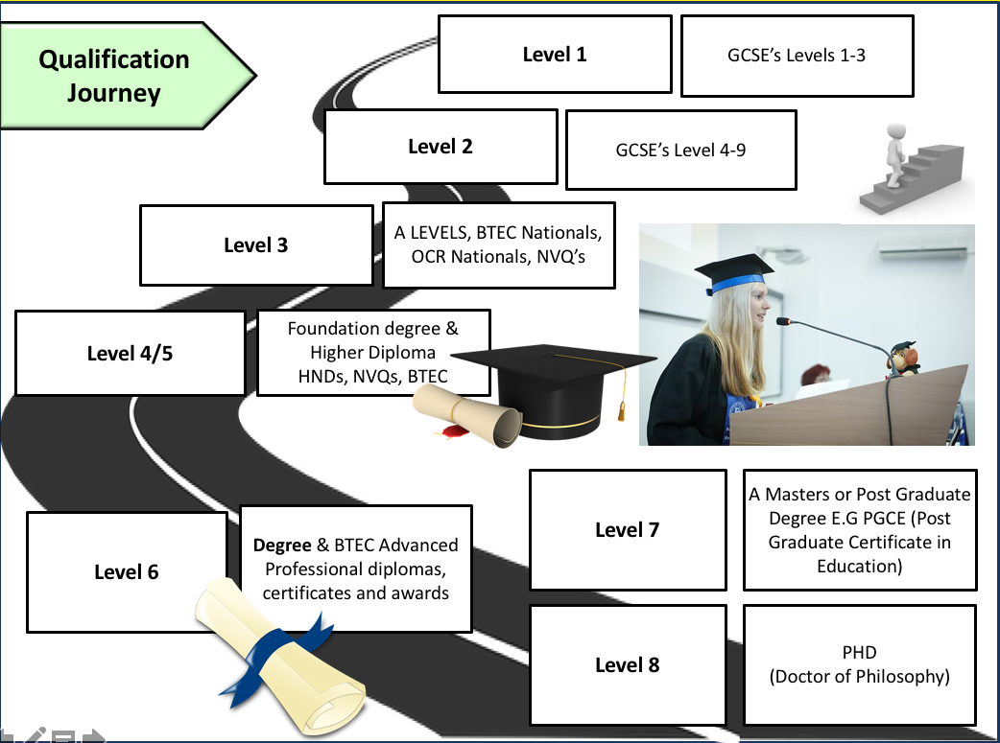 Qualification
Journey
Level 1
GCSE's Levels 1-3
Level 2
GCSE's Level 4-9
Level 3
A LEVELS, BTEC Nationals,
OCR Nationals, NVQ's
Level 4/5
Foundation degree &
Higher Diploma
HNDs, NVQs, BTEC
Level 6
Degree & BTEC Advanced
Professional diplomas,
certificates and awards
Level 7
A Masters or Post Graduate
Degree E.G PGCE (Post
Graduate Certificate in
Education)
Level 8
PHD
(Doctor of Philosophy)